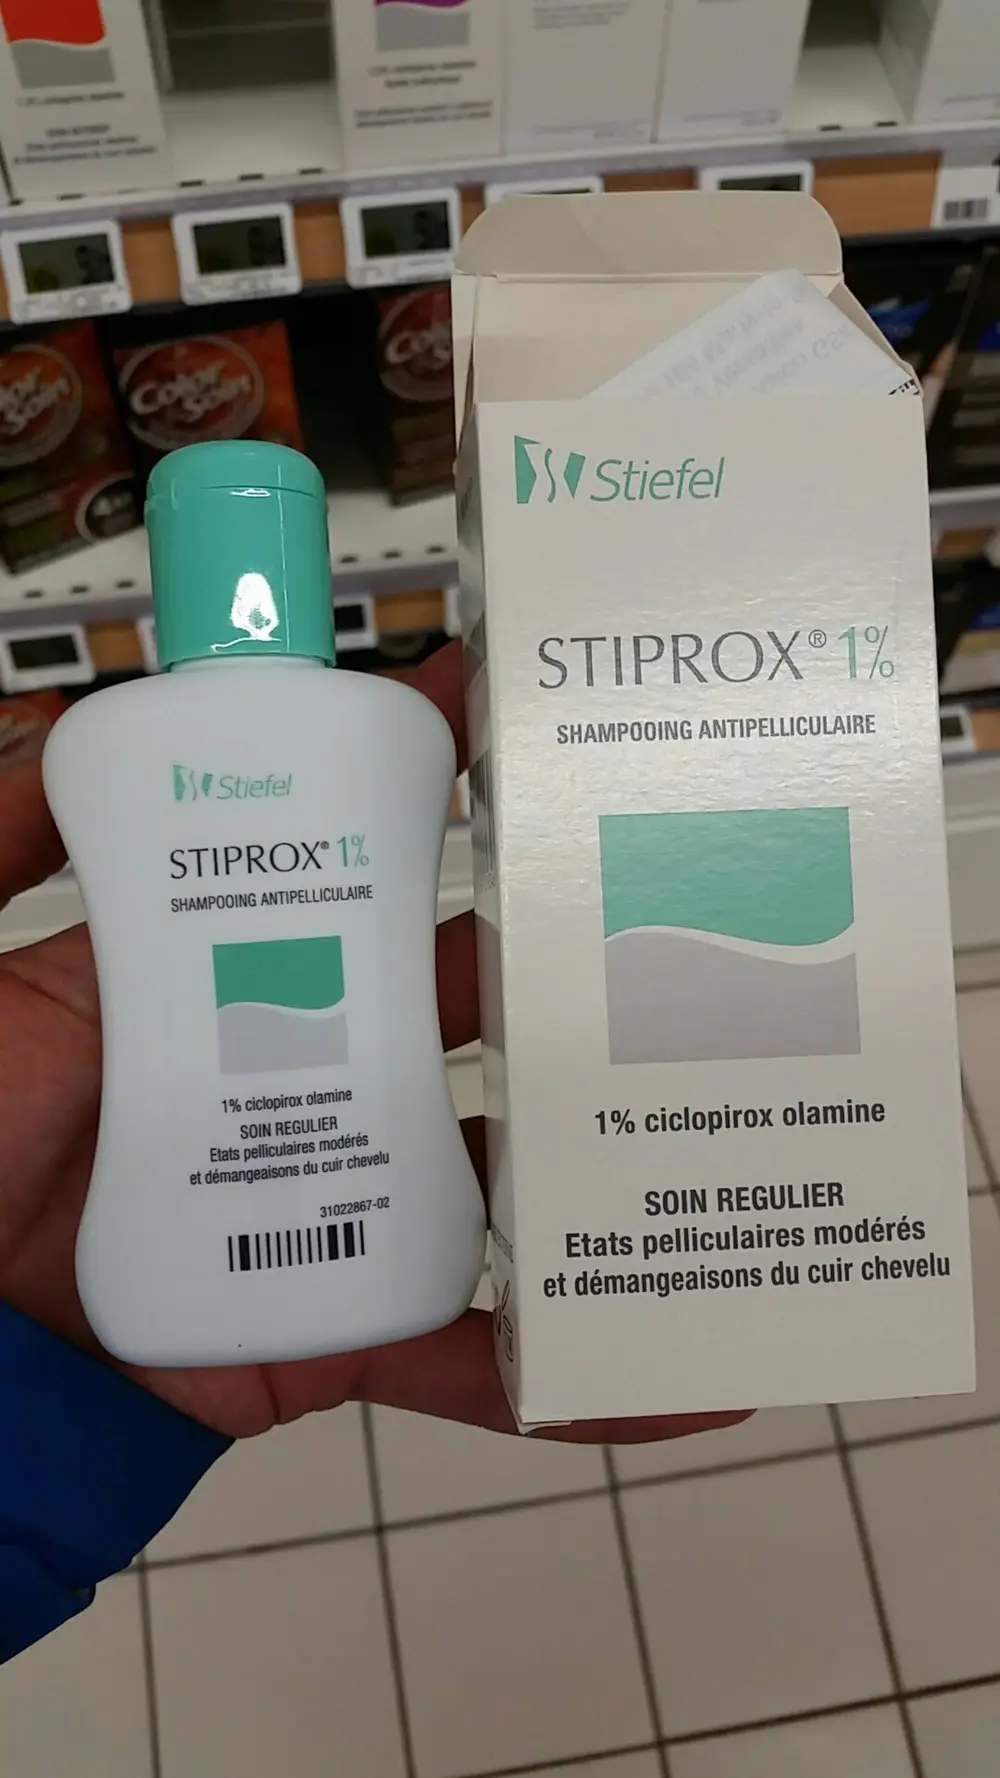 Color
Soin
Color
Soin
Stiefel
STIPROX® 1%
SHAMPOOING ANTIPELLICULAIRE
1% ciclopirox olamine
SOIN REGULIER
Etats pelliculaires modérés
et démangeaisons du cuir chevelu
31022867-02
Stiefel
STIPROX® 1%
SHAMPOOING ANTIPELLICULAIRE
1% ciclopirox olamine
SOIN REGULIER
Etats pelliculaires modérés
et démangeaisons du cuir chevelu